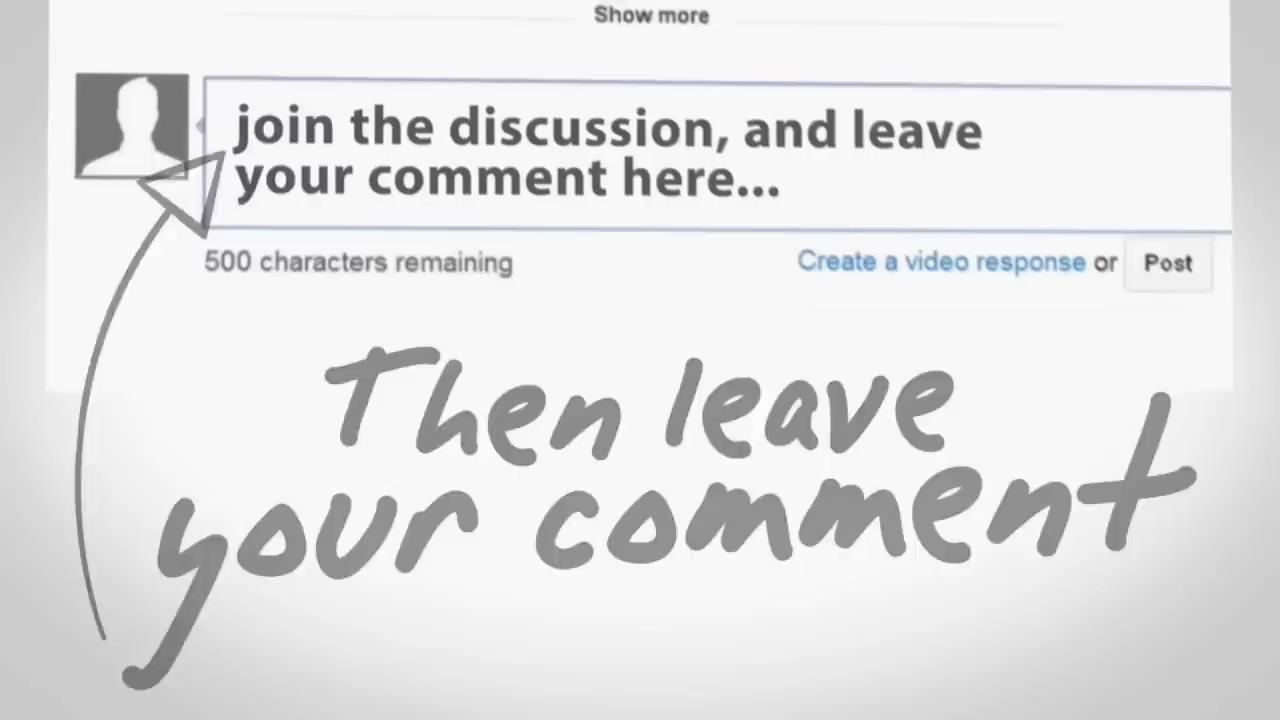 Show more
join the discussion, and leave
your comment here...
500 characters remaining
Create a video response or Post
Then leave
your comment